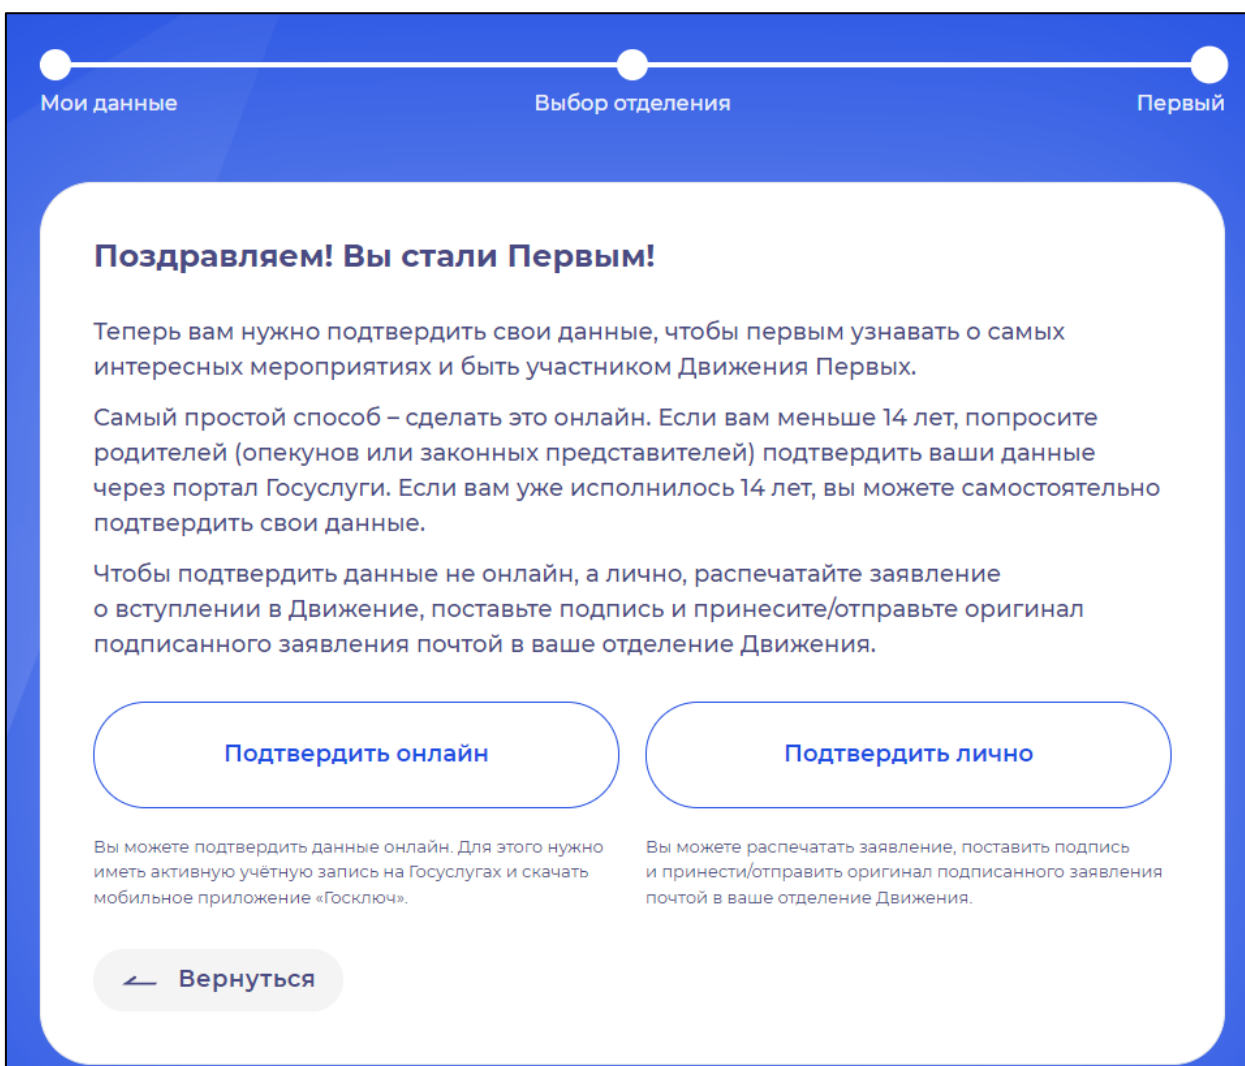 Мои данные
Выбор отделения
Первый
Поздравляем! Вы стали Первым!
Теперь вам нужно подтвердить свои данные, чтобы первым узнавать о самых
интересных мероприятиях и быть участником Движения Первых.
Самый простой способ – сделать это онлайн. Если вам меньше 14 лет, попросите
родителей (опекунов или законных представителей) подтвердить ваши данные
через портал Госуслуги. Если вам уже исполнилось 14 лет, вы можете самостоятельно
подтвердить свои данные.
Чтобы подтвердить данные не онлайн, а лично, распечатайте заявление
о вступлении в Движение, поставьте подпись и принесите/отправьте оригинал
подписанного заявления почтой в ваше отделение Движения.
Подтвердить онлайн
Подтвердить лично
Вы можете подтвердить данные онлайн. Для этого нужно
иметь активную учётную запись на Госуслугах и скачать
мобильное приложение «Госключ».
Вы можете распечатать заявление, поставить подпись
и принести/отправить оригинал подписанного заявления
почтой в ваше отделение Движения.
Вернуться